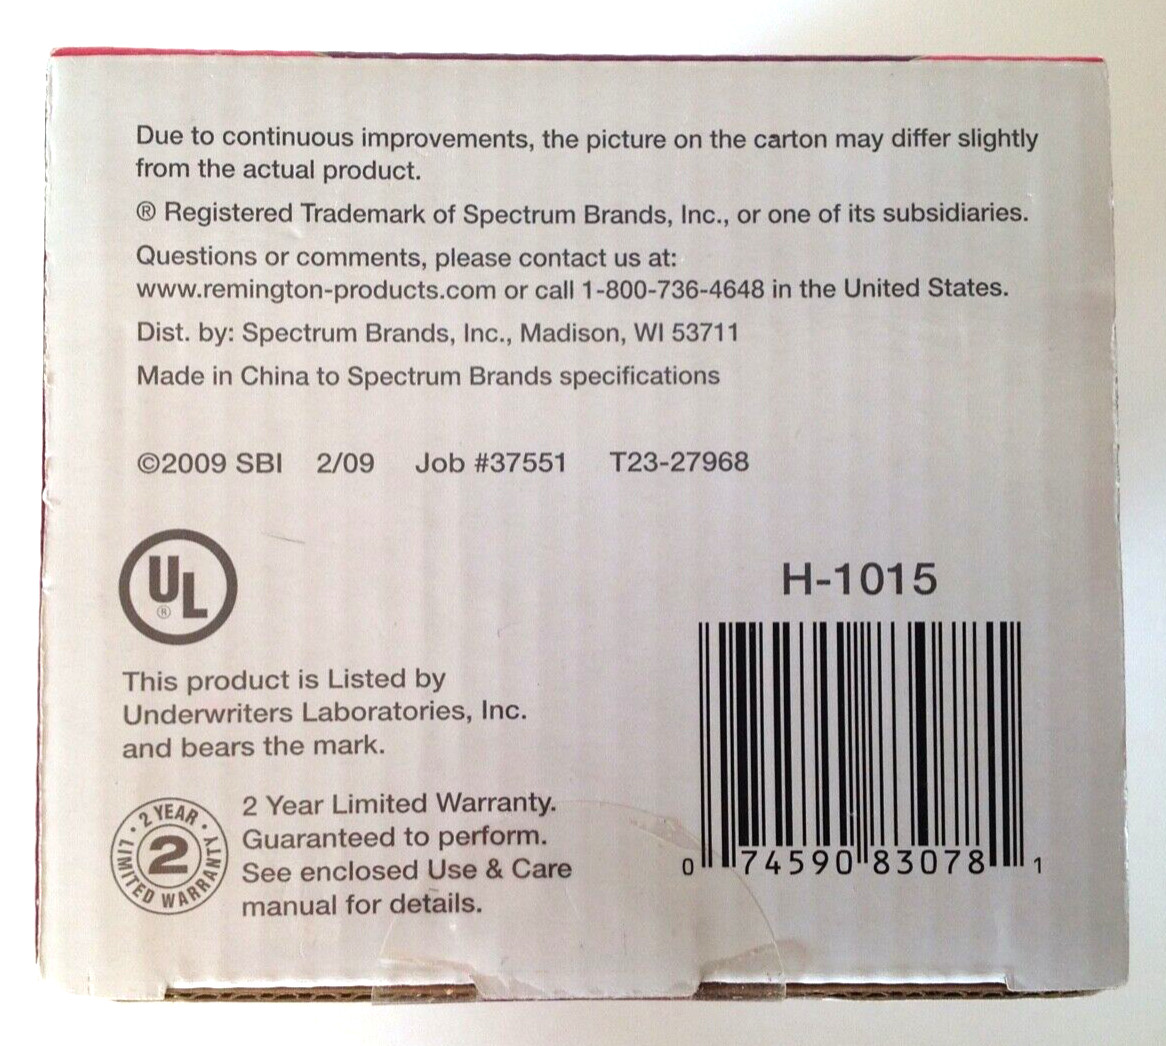 Due to continuous improvements, the picture on the carton may differ slightly
from the actual product.
® Registered Trademark of Spectrum Brands, Inc., or one of its subsidiaries.
Questions or comments, please contact us at:
www.remington-products.com or call 1-800-736-4648 in the United States.
Dist. by: Spectrum Brands, Inc., Madison, WI 53711
Made in China to Spectrum Brands specifications
©2009 SBI 2/09 Job #37551 T23-27968
UL
®
H-1015
This product is Listed by
Underwriters Laboratories, Inc.
and bears the mark.
• 2 YEAR •
2
LIMITED WARRANTY
2 Year Limited Warranty.
Guaranteed to perform.
See enclosed Use & Care
manual for details.
0 74590 83078 1